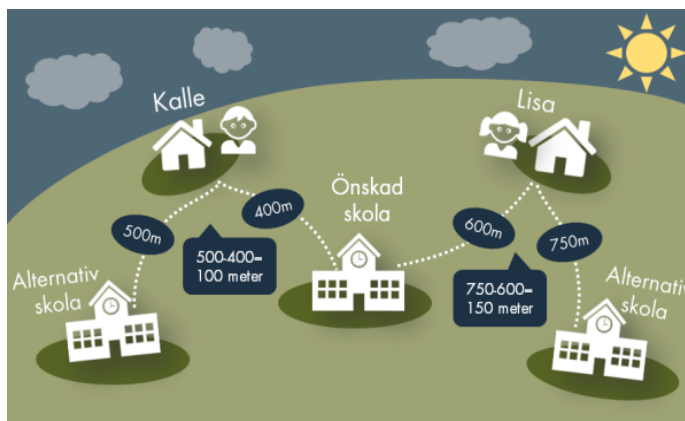 Kalle
Lisa
Önskad
skola
500m
400m
600m
750m
500-400=
100 meter
750-600=
150 meter
Alternativ
skola
Alternativ
skola